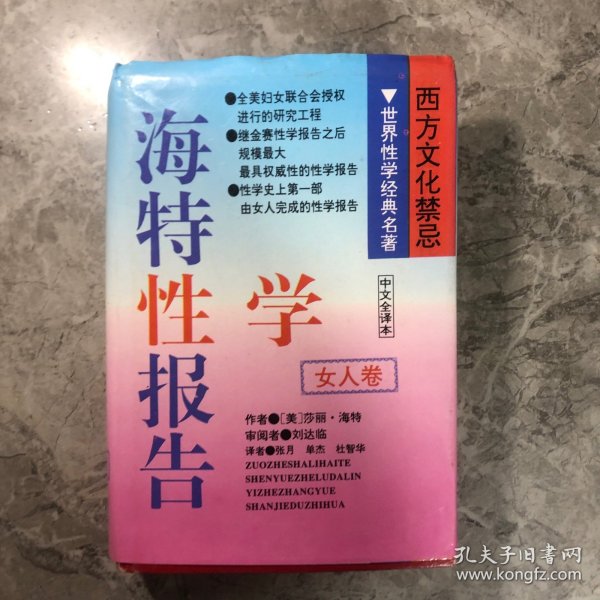 西方文化禁忌
▼世界性学经典名著
●全美妇女联合会授权
进行的研究工程
●继金赛性学报告之后
规模最大
最具权威性的性学报告
●性学史上第一部
由女人完成的性学报告
中文全译本
海特性学报告
女人卷
作者●[美]莎丽·海特
审阅者●刘达临
译者●张月 单杰 杜智华
ZUOZHESHALIHAITE
SHENYUEZHELUDALIN
YIZHEZHANGYUE
SHANJIEDUZHIHUA
孔夫子旧书网
www.kongfz.com